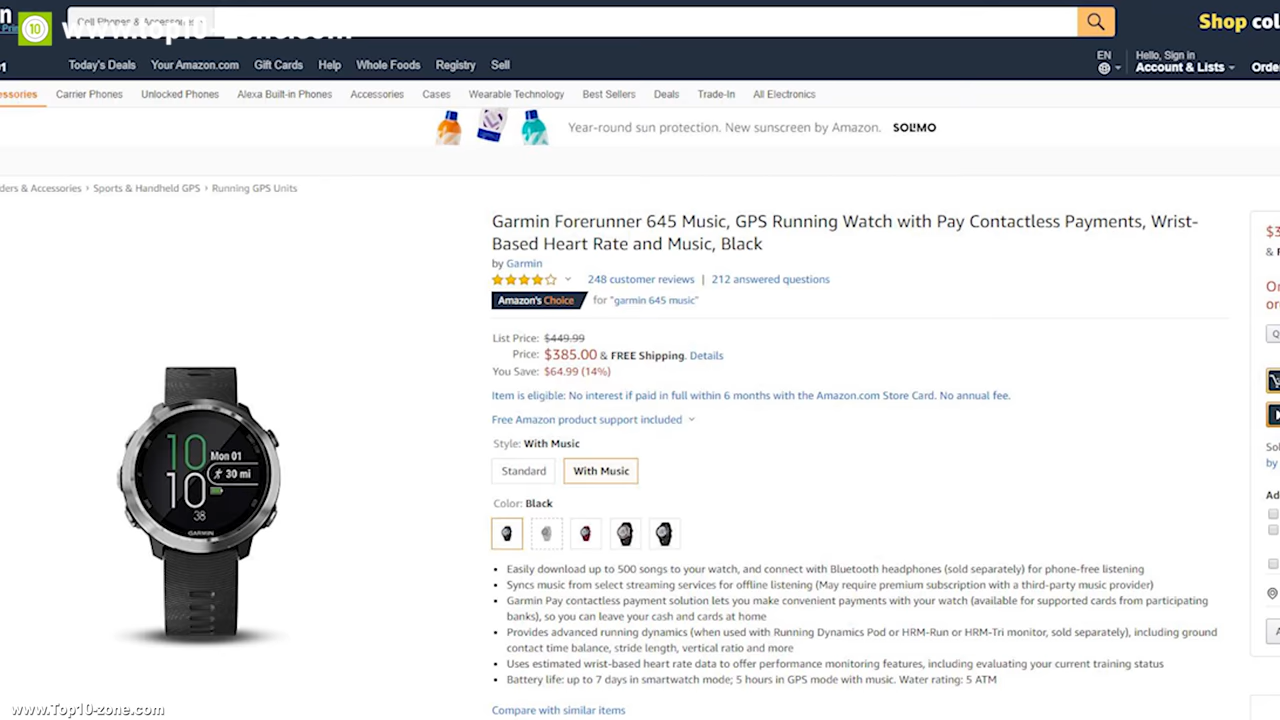 n
10
Prin
Cell Phones & Accessories
www.Top10-zone.com
Shop col
Today's Deals Your Amazon.com Gift Cards Help Whole Foods Registry Sell
EN
Hello, Sign in
Account & Lists
Orde
essories Carrier Phones Unlocked Phones Alexa Built-in Phones Accessories Cases Wearable Technology Best Sellers Deals Trade-In All Electronics
Year-round sun protection. New sunscreen by Amazon. SOLIMO
ders & Accessories › Sports & Handheld GPS › Running GPS Units
Garmin Forerunner 645 Music, GPS Running Watch with Pay Contactless Payments, Wrist-
Based Heart Rate and Music, Black
by Garmin
248 customer reviews | 212 answered questions
Amazon's Choice for "garmin 645 music"
List Price: $449.99
Price: $385.00 & FREE Shipping. Details
You Save: $64.99 (14%)
Item is eligible: No interest if paid in full within 6 months with the Amazon.com Store Card. No annual fee.
Free Amazon product support included
Style: With Music
Standard With Music
Color: Black
Easily download up to 500 songs to your watch, and connect with Bluetooth headphones (sold separately) for phone-free listening
Syncs music from select streaming services for offline listening (May require premium subscription with a third-party music provider)
Garmin Pay contactless payment solution lets you make convenient payments with your watch (available for supported cards from participating
banks), so you can leave your cash and cards at home
Provides advanced running dynamics (when used with Running Dynamics Pod or HRM-Run or HRM-Tri monitor, sold separately), including ground
contact time balance, stride length, vertical ratio and more
Uses estimated wrist-based heart rate data to offer performance monitoring features, including evaluating your current training status
Battery life: up to 7 days in smartwatch mode; 5 hours in GPS mode with music. Water rating: 5 ATM
Compare with similar items
10
10
Mon 01
30 mi
38
GARMIN
$3
& F
On
or
Q
Sol
by
Ad
A
www.Top10-zone.com